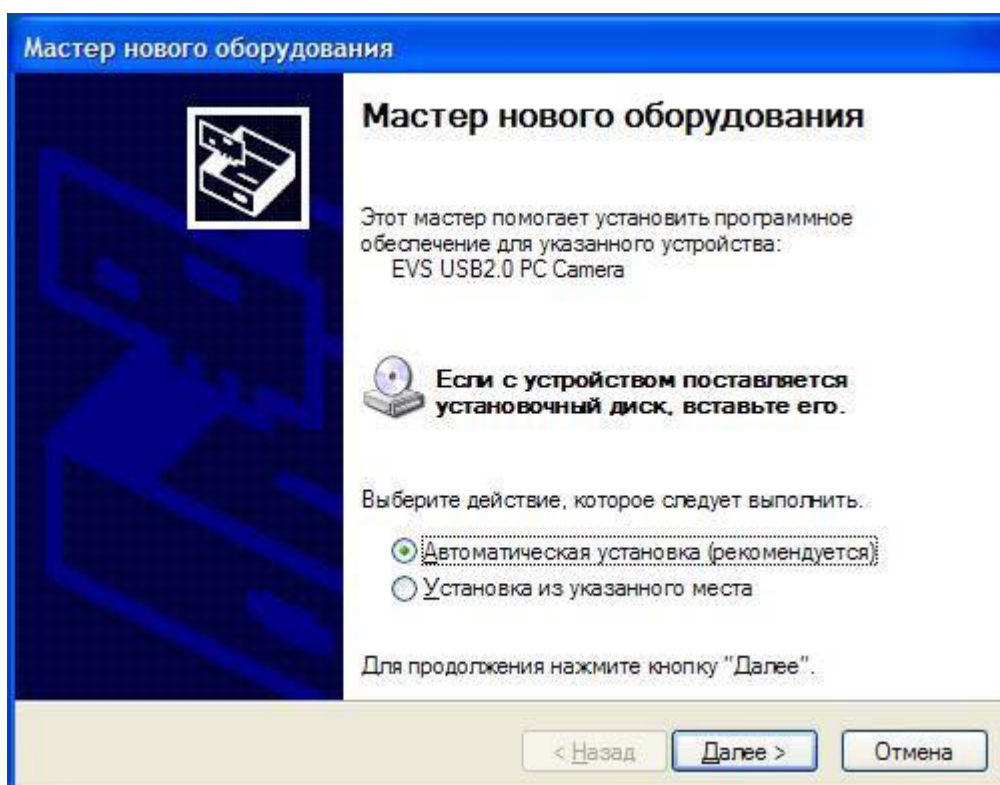 Мастер нового оборудования
Мастер нового оборудования
Этот мастер помогает установить программное
обеспечение для указанного устройства:
EVS USB2.0 PC Camera
Если с устройством поставляется
установочный диск, вставьте его.
Выберите действие, которое следует выполнить.
Автоматическая установка (рекомендуется)
Установка из указанного места
Для продолжения нажмите кнопку "Далее".
< Назад Далее > Отмена